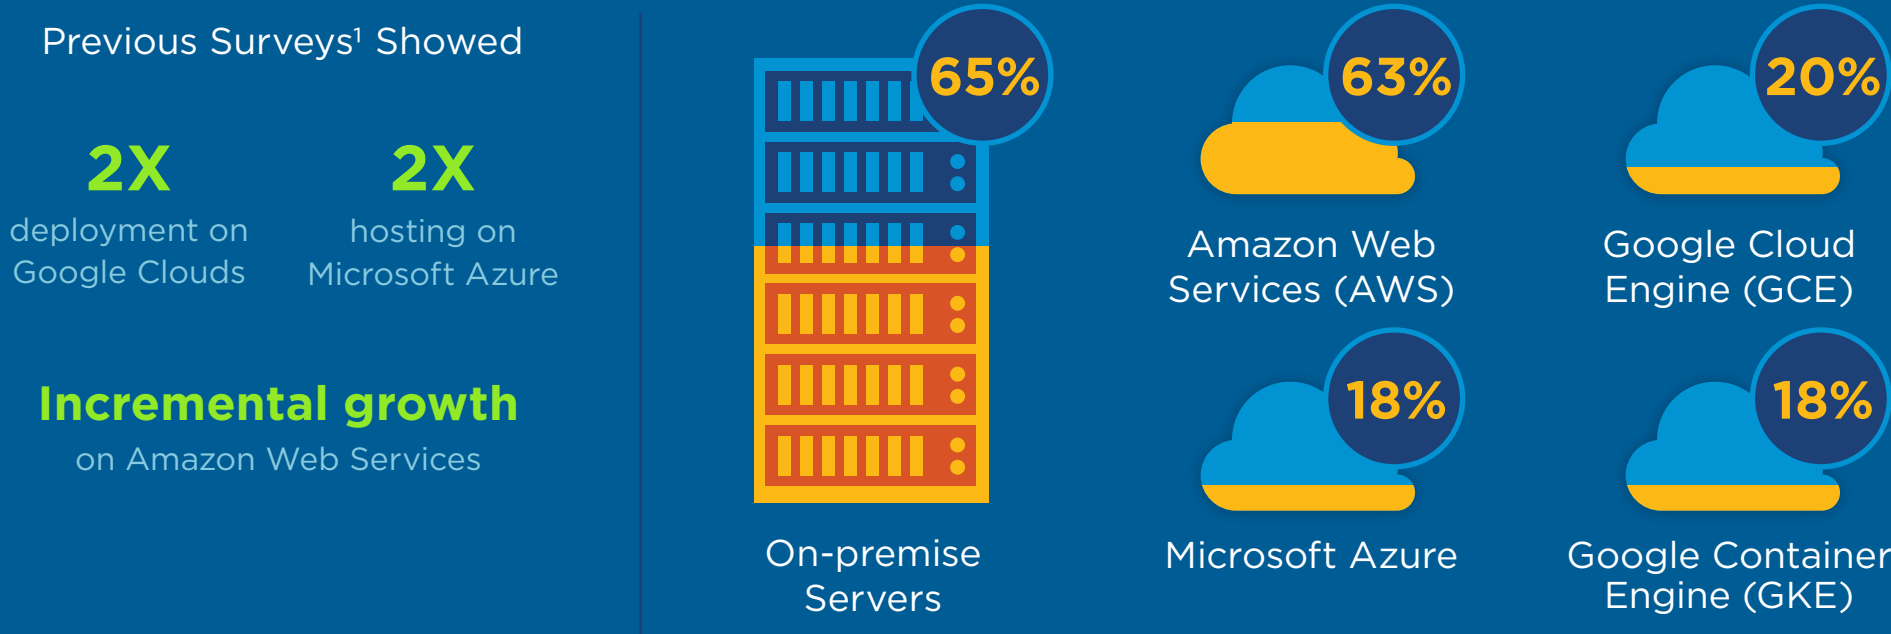 Previous Surveys¹ Showed
2X
deployment on
Google Clouds
2X
hosting on
Microsoft Azure
Incremental growth
on Amazon Web Services
65%
On-premise
Servers
63%
Amazon Web
Services (AWS)
20%
Google Cloud
Engine (GCE)
18%
Microsoft Azure
18%
Google Container
Engine (GKE)